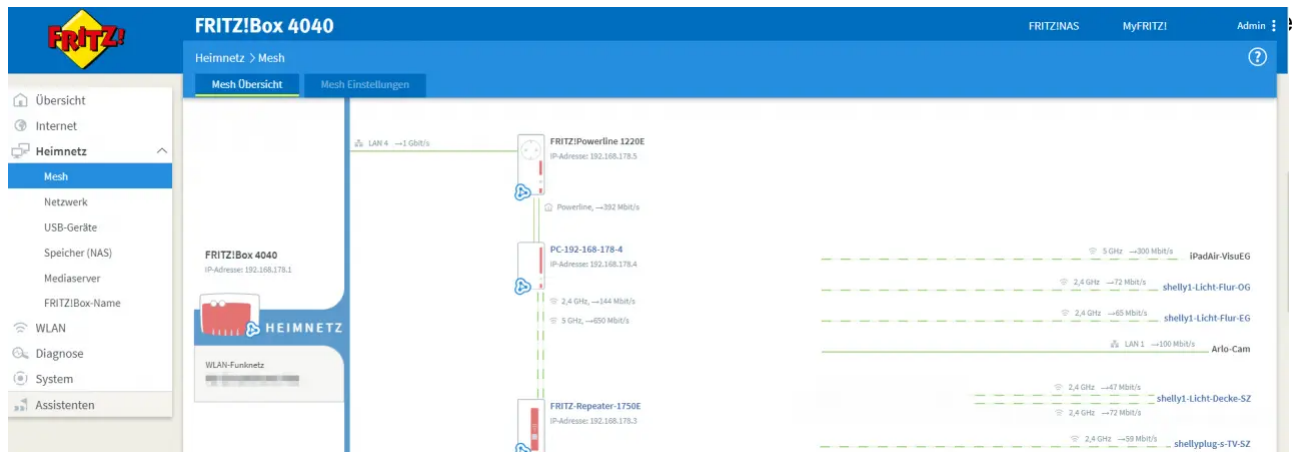 FRITZ!
FRITZ!Box 4040
FRITZ!NAS
MyFRITZ!
Admin
e
Heimnetz > Mesh
?
Mesh Übersicht
Mesh Einstellungen
Übersicht
Internet
Heimnetz
Mesh
Netzwerk
USB-Geräte
Speicher (NAS)
Mediaserver
FRITZ!Box-Name
WLAN
Diagnose
System
Assistenten
FRITZ!Box 4040
IP-Adresse: 192.168.178.1
HEIMNETZ
WLAN-Funknetz
LAN 4 →1 Gbit/s
FRITZ!Powerline 1220E
IP-Adresse: 192.168.178.5
Powerline, →392 Mbit/s
PC-192-168-178-4
IP-Adresse: 192.168.178.4
2,4 GHz, →144 Mbit/s
5 GHz, →650 Mbit/s
FRITZ-Repeater-1750E
IP-Adresse: 192.168.178.3
5 GHz →300 Mbit/s
iPadAir-VisuEG
2,4 GHz →72 Mbit/s
shelly1-Licht-Flur-OG
2,4 GHz →65 Mbit/s
shelly1-Licht-Flur-EG
LAN 1 →100 Mbit/s
Arlo-Cam
2,4 GHz →47 Mbit/s
shelly1-Licht-Decke-SZ
2,4 GHz →72 Mbit/s
2,4 GHz →59 Mbit/s
shellyplug-s-TV-SZ